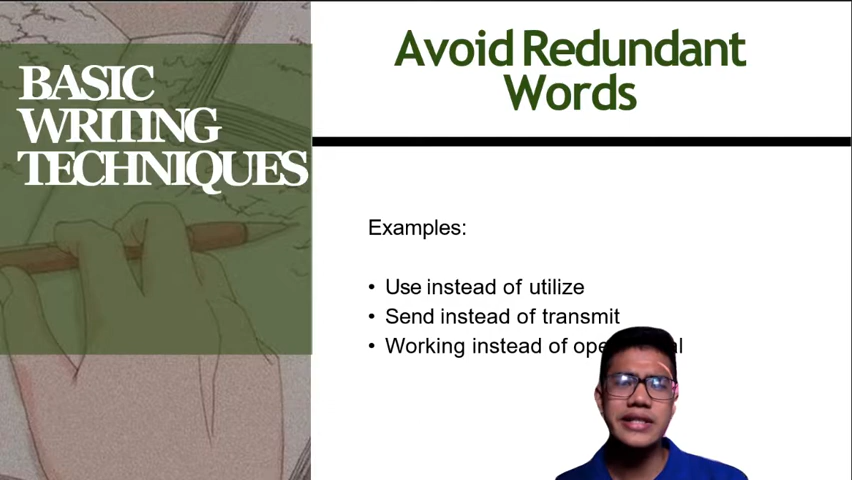 BASIC
WRITING
TECHNIQUES
Avoid Redundant
Words
Examples:
• Use instead of utilize
• Send instead of transmit
• Working instead of